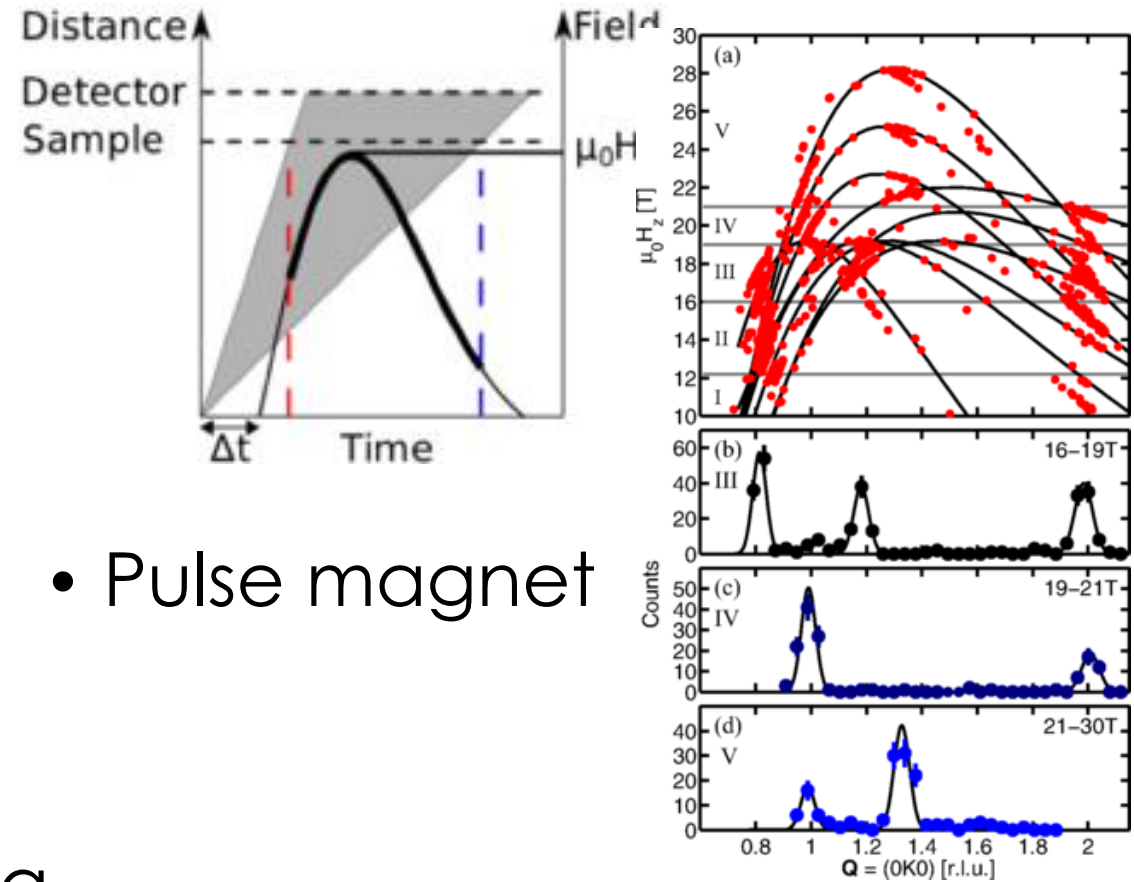 Distance
Field
Detector
Sample
μ₀H
Δt
Time
• Pulse magnet
(a)
30
28
26
24
22
20
18
16
14
12
10
μ₀H_z [T]
V
IV
III
II
I
(b)
III
16–19T
60
40
20
0
(c)
IV
19–21T
50
40
30
20
10
0
Counts
(d)
V
21–30T
40
30
20
10
0
0.8 1 1.2 1.4 1.6 1.8 2
Q = (0K0) [r.l.u.]